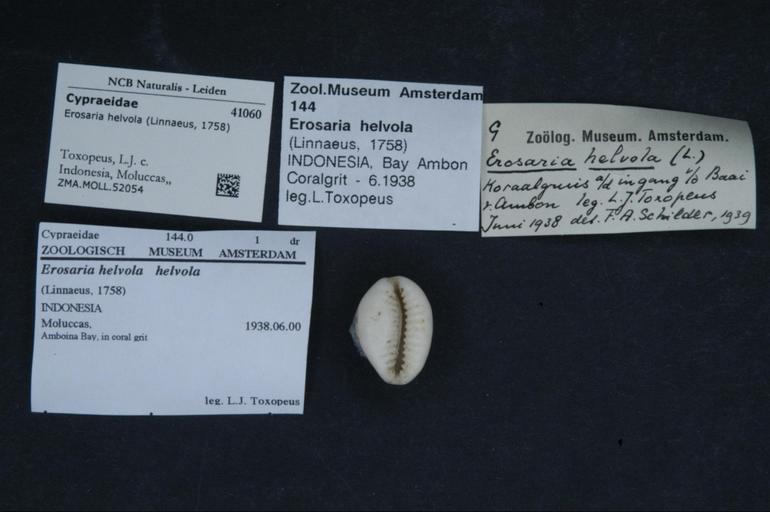 NCB Naturalis - Leiden
Cypraeidae 41060
Erosaria helvola (Linnaeus, 1758)
Toxopeus, L.J. c.
Indonesia, Moluccas,,
ZMA.MOLL.52054
Zool.Museum Amsterdam
144
Erosaria helvola
(Linnaeus, 1758)
INDONESIA, Bay Ambon
Coralgrit - 6.1938
leg.L.Toxopeus
G Zoölog. Museum. Amsterdam.
Erosaria helvola (L.)
Koraalgruis a/d ingang v/o Baai
v. Ambon leg. L.J. Toxopeus
Juni 1938 det. F.A. Schilder, 1939
Cypraeidae 144.0 1 dr
ZOOLOGISCH MUSEUM AMSTERDAM
Erosaria helvola helvola
(Linnaeus, 1758)
INDONESIA
Moluccas. 1938.06.00
Amboina Bay, in coral grit
leg. L.J. Toxopeus